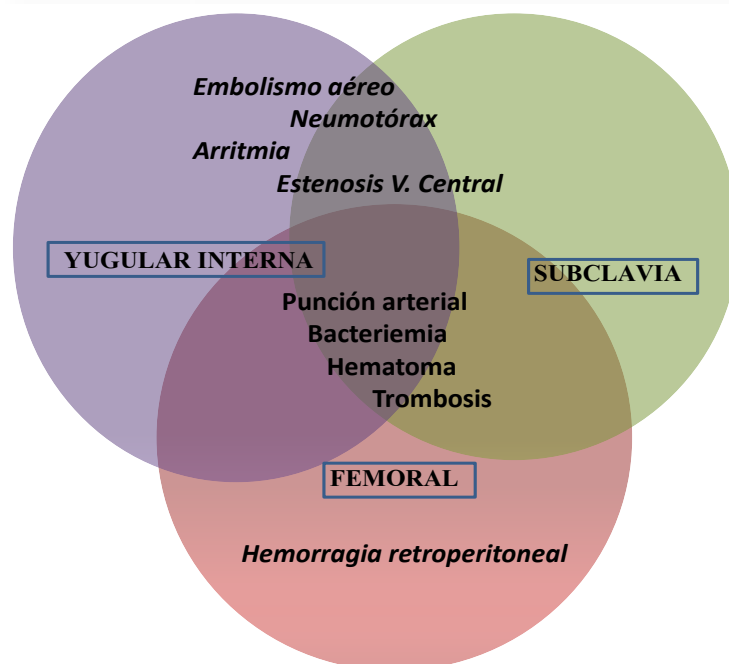 Embolismo aéreo
Neumotórax
Arritmia
Estenosis V. Central
YUGULAR INTERNA
SUBCLAVIA
Punción arterial
Bacteriemia
Hematoma
Trombosis
FEMORAL
Hemorragia retroperitoneal